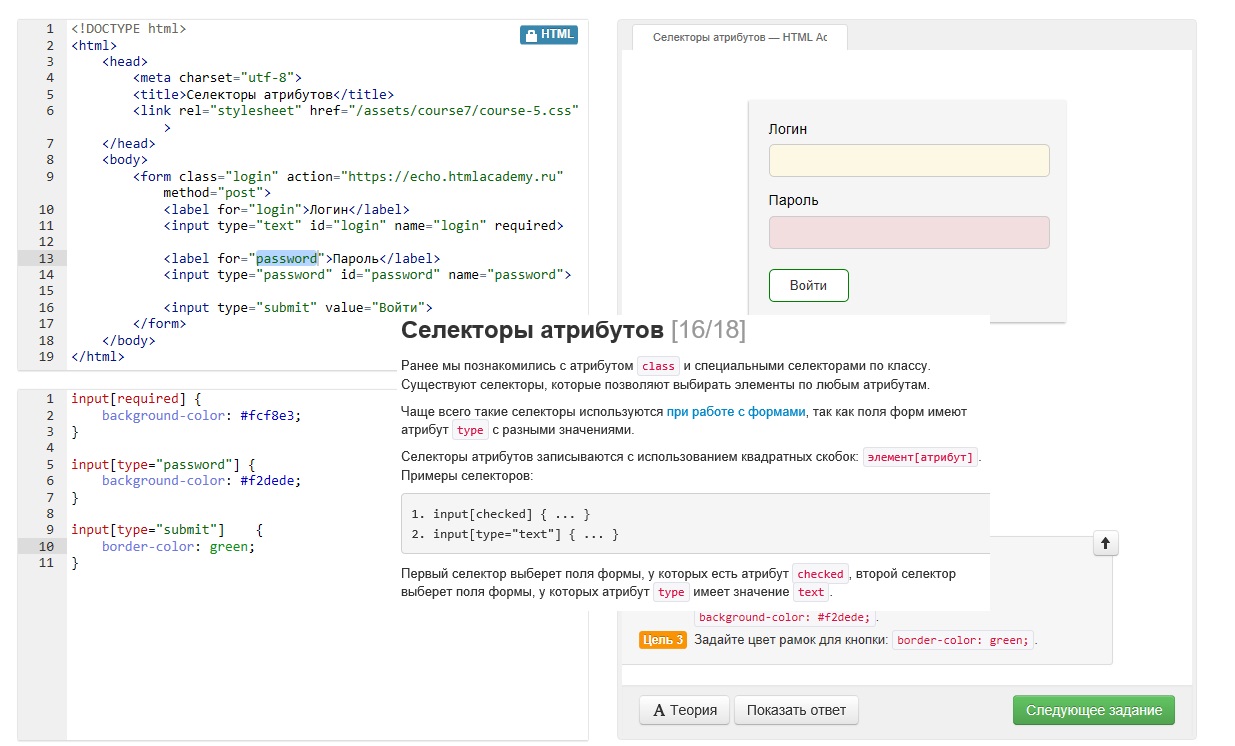 1 <!DOCTYPE html>
HTML
2 <html>
3 <head>
4 <meta charset="utf-8">
5 <title>Селекторы атрибутов</title>
6 <link rel="stylesheet" href="/assets/course7/course-5.css"
>
7 </head>
8 <body>
9 <form class="login" action="https://echo.htmlacademy.ru"
method="post">
10 <label for="login">Логин</label>
11 <input type="text" id="login" name="login" required>
12
13 <label for="password">Пароль</label>
14 <input type="password" id="password" name="password">
15
16 <input type="submit" value="Войти">
17 </form>
18 </body>
19 </html>
1 input[required] {
2 background-color: #fcf8e3;
3 }
4
5 input[type="password"] {
6 background-color: #f2dede;
7 }
8
9 input[type="submit"] {
10 border-color: green;
11 }
Селекторы атрибутов — HTML Ac
Логин
Пароль
Войти
Селекторы атрибутов [16/18]
Ранее мы познакомились с атрибутом class и специальными селекторами по классу.
Существуют селекторы, которые позволяют выбирать элементы по любым атрибутам.
Чаще всего такие селекторы используются при работе с формами, так как поля форм имеют
атрибут type с разными значениями.
Селекторы атрибутов записываются с использованием квадратных скобок: элемент[атрибут].
Примеры селекторов:
1. input[checked] { ... }
2. input[type="text"] { ... }
Первый селектор выберет поля формы, у которых есть атрибут checked, второй селектор
выберет поля формы, у которых атрибут type имеет значение text.
background-color: #f2dede;.
Цель 3 Задайте цвет рамок для кнопки: border-color: green;.
A Теория
Показать ответ
Следующее задание